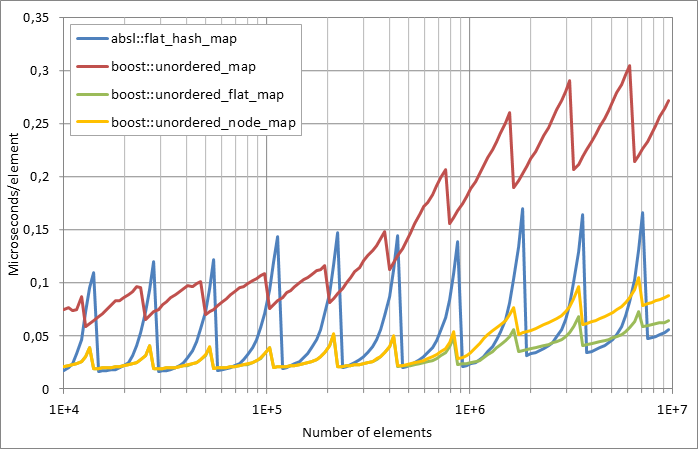 0,35
0,3
0,25
0,2
0,15
0,1
0,05
0
Microseconds/element
absl::flat_hash_map
boost::unordered_map
boost::unordered_flat_map
boost::unordered_node_map
1E+4 1E+5 1E+6 1E+7
Number of elements